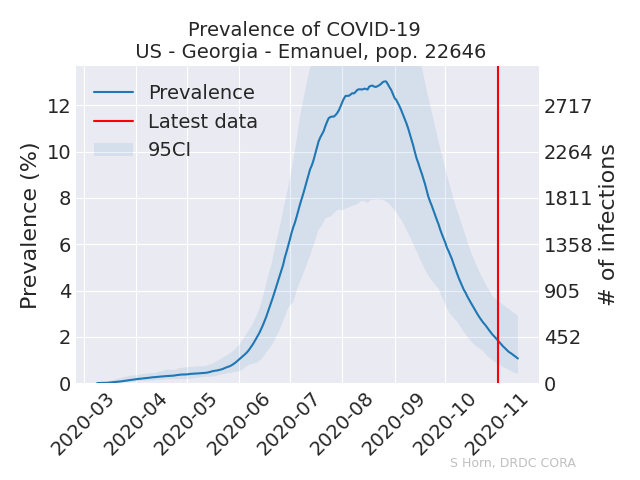 Prevalence of COVID-19
US - Georgia - Emanuel, pop. 22646
Prevalence
Latest data
95CI
Prevalence (%)
12
10
8
6
4
2
0
2717
2264
1811
1358
905
452
0
# of infections
2020-03
2020-04
2020-05
2020-06
2020-07
2020-08
2020-09
2020-10
2020-11
S Horn, DRDC CORA